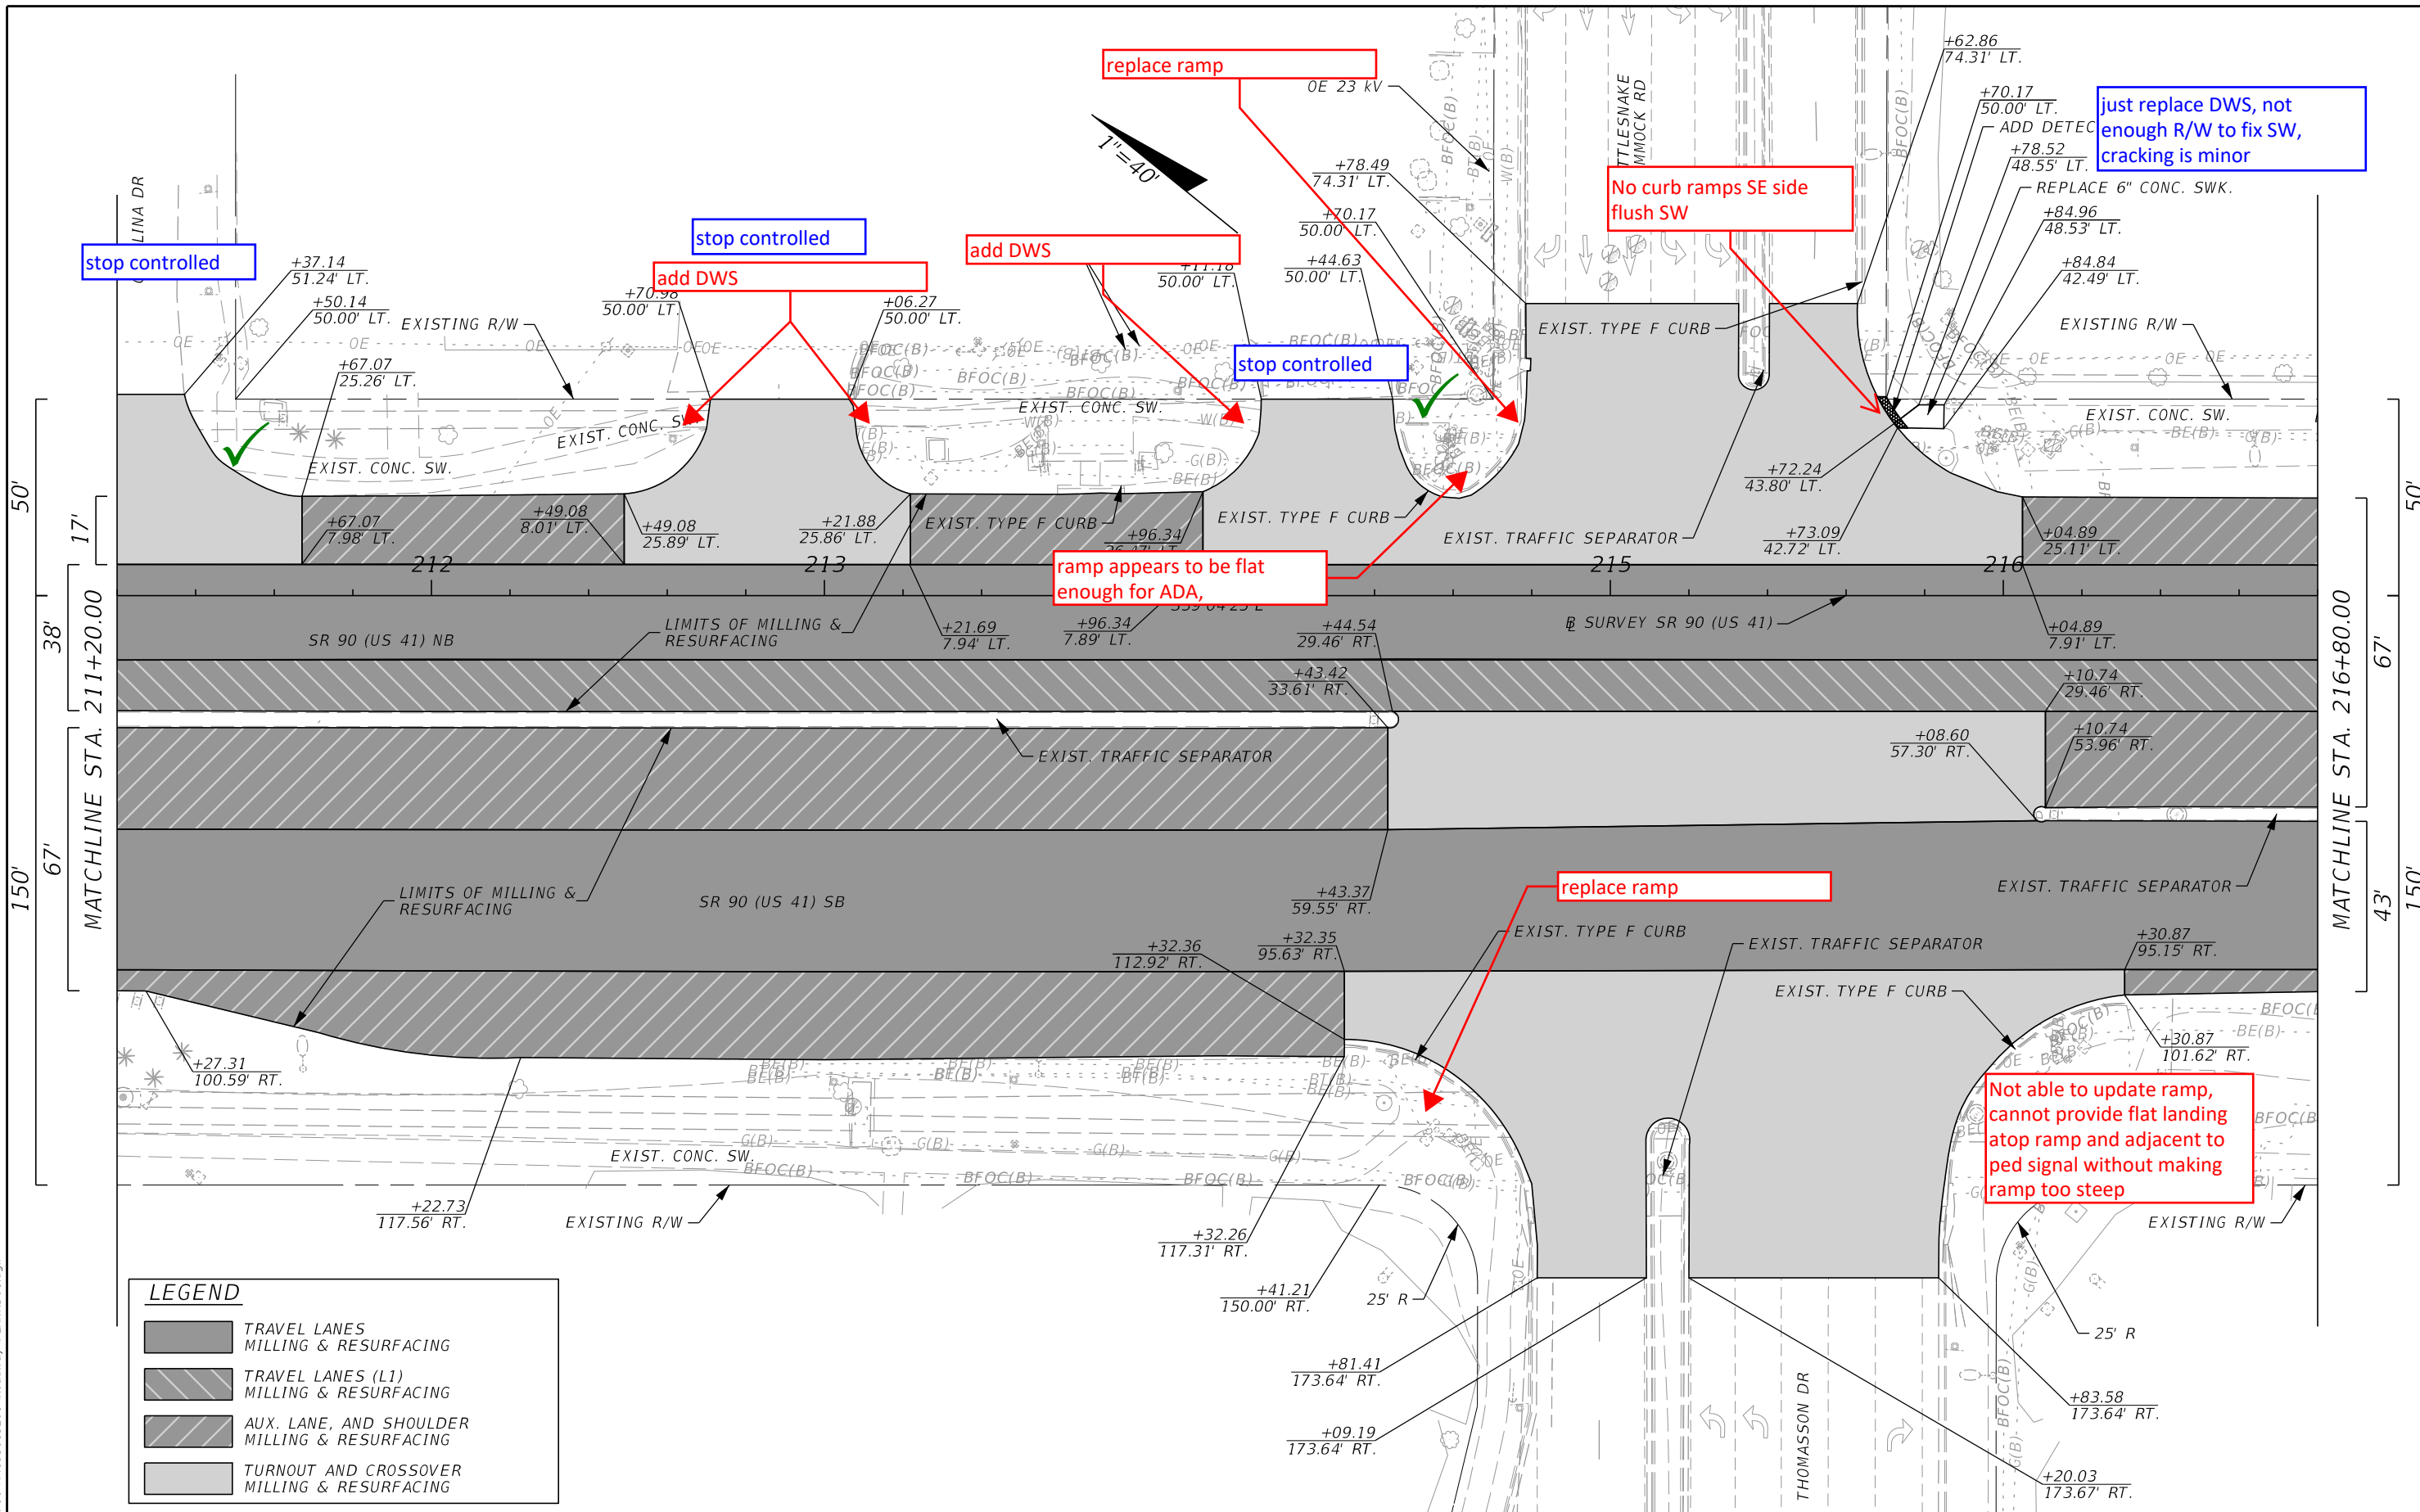 replace ramp
OE 23 kV
+62.86
74.31' LT.
+70.17
50.00' LT.
ADD DETEC
+78.52
48.55' LT.
REPLACE 6" CONC. SWK.
+84.96
48.53' LT.
+84.84
42.49' LT.
just replace DWS, not
enough R/W to fix SW,
cracking is minor
No curb ramps SE side
flush SW
TTLESNAKE
MMOCK RD
1"=40'
+78.49
74.31' LT.
+70.17
50.00' LT.
+44.63
50.00' LT.
50.00' LT.
LINA DR
stop controlled
stop controlled
add DWS
add DWS
stop controlled
+37.14
51.24' LT.
+50.14
50.00' LT.
EXISTING R/W
+70.98
50.00' LT.
+06.27
50.00' LT.
+67.07
25.26' LT.
EXIST. CONC. SW.
EXIST. CONC. SW.
EXIST. CONC. SW.
EXIST. TYPE F CURB
EXISTING R/W
EXIST. CONC. SW.
+67.07
7.98' LT.
+49.08
8.01' LT.
+49.08
25.89' LT.
+21.88
25.86' LT.
EXIST. TYPE F CURB
+96.34
EXIST. TYPE F CURB
EXIST. TRAFFIC SEPARATOR
+72.24
43.80' LT.
+73.09
42.72' LT.
+04.89
25.11' LT.
212
213
215
216
ramp appears to be flat
enough for ADA,
50'
17'
38'
MATCHLINE STA. 211+20.00
67'
150'
50'
67'
MATCHLINE STA. 216+80.00
43'
150'
SR 90 (US 41) NB
LIMITS OF MILLING &
RESURFACING
+21.69
7.94' LT.
+96.34
7.89' LT.
+44.54
29.46' RT.
+43.42
33.61' RT.
BL SURVEY SR 90 (US 41)
+04.89
7.91' LT.
+10.74
29.46' RT.
+10.74
53.96' RT.
+08.60
57.30' RT.
EXIST. TRAFFIC SEPARATOR
LIMITS OF MILLING &
RESURFACING
SR 90 (US 41) SB
+43.37
59.55' RT.
replace ramp
EXIST. TRAFFIC SEPARATOR
+32.36
112.92' RT.
+32.35
95.63' RT.
EXIST. TYPE F CURB
EXIST. TRAFFIC SEPARATOR
+30.87
95.15' RT.
EXIST. TYPE F CURB
+30.87
101.62' RT.
+27.31
100.59' RT.
Not able to update ramp,
cannot provide flat landing
atop ramp and adjacent to
ped signal without making
ramp too steep
EXIST. CONC. SW.
+22.73
117.56' RT.
EXISTING R/W
EXISTING R/W
+32.26
117.31' RT.
+41.21
150.00' RT.
25' R
25' R
+81.41
173.64' RT.
+09.19
173.64' RT.
THOMASSON DR
+83.58
173.64' RT.
+20.03
173.67' RT.
LEGEND
TRAVEL LANES
MILLING & RESURFACING
TRAVEL LANES (L1)
MILLING & RESURFACING
AUX. LANE, AND SHOULDER
MILLING & RESURFACING
TURNOUT AND CROSSOVER
MILLING & RESURFACING